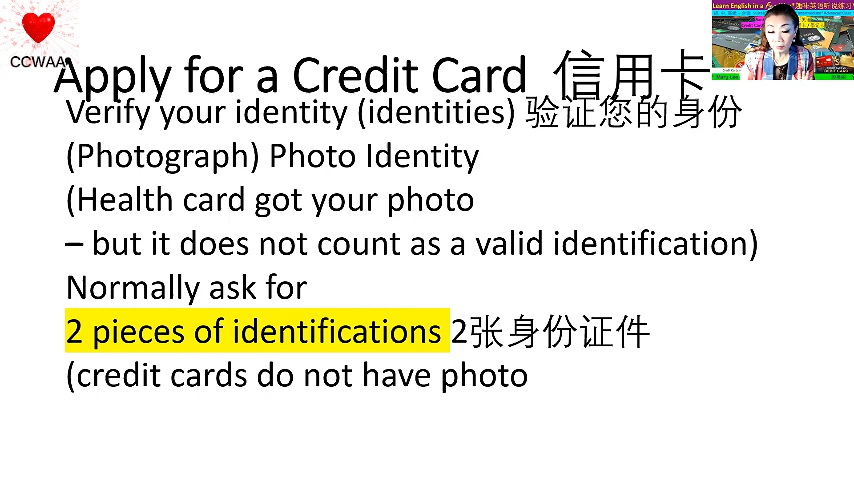 CCWAA
Apply for a Credit Card 信用卡
Verify your identity (identities) 验证您的身份
(Photograph) Photo Identity
(Health card got your photo
– but it does not count as a valid identification)
Normally ask for
2 pieces of identifications 2张身份证件
(credit cards do not have photo
Learn English in a
Mary Lee